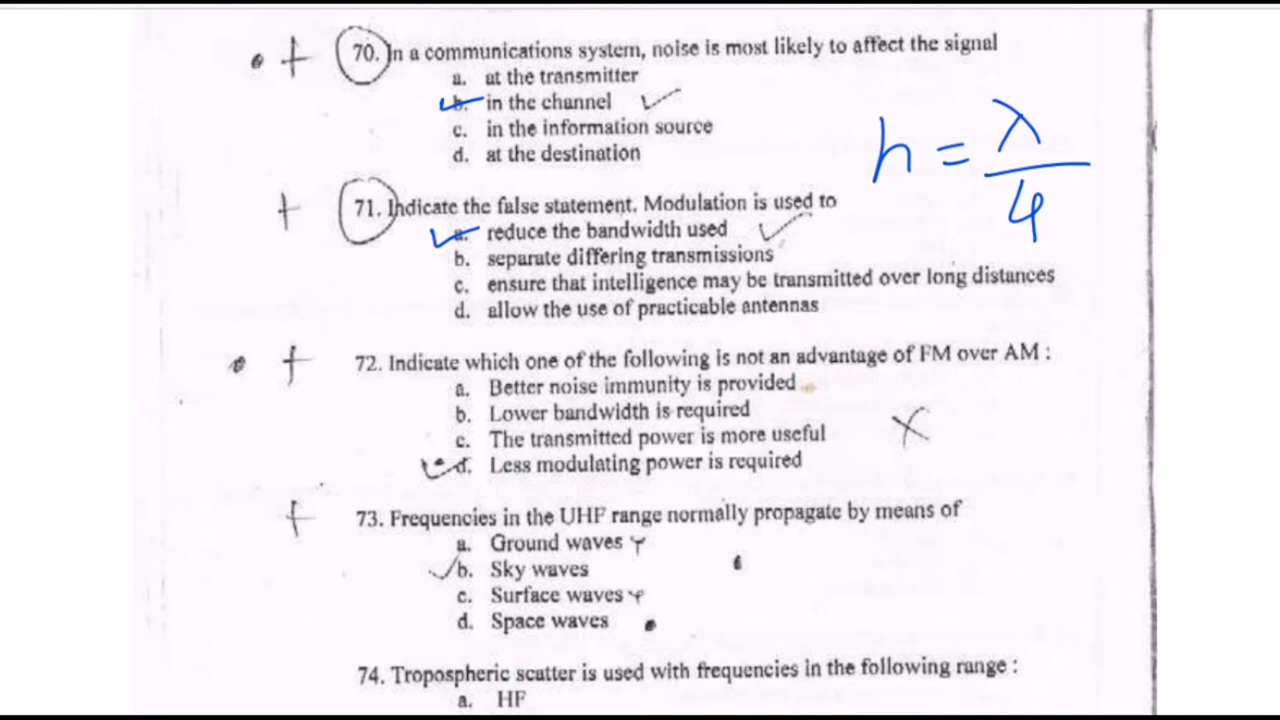 70. In a communications system, noise is most likely to affect the signal
a. at the transmitter
b. in the channel
c. in the information source
d. at the destination
h = λ/4
71. Indicate the false statement. Modulation is used to
a. reduce the bandwidth used
b. separate differing transmissions
c. ensure that intelligence may be transmitted over long distances
d. allow the use of practicable antennas
72. Indicate which one of the following is not an advantage of FM over AM :
a. Better noise immunity is provided
b. Lower bandwidth is required
c. The transmitted power is more useful
d. Less modulating power is required
73. Frequencies in the UHF range normally propagate by means of
a. Ground waves
b. Sky waves
c. Surface waves
d. Space waves
74. Tropospheric scatter is used with frequencies in the following range :
a. HF